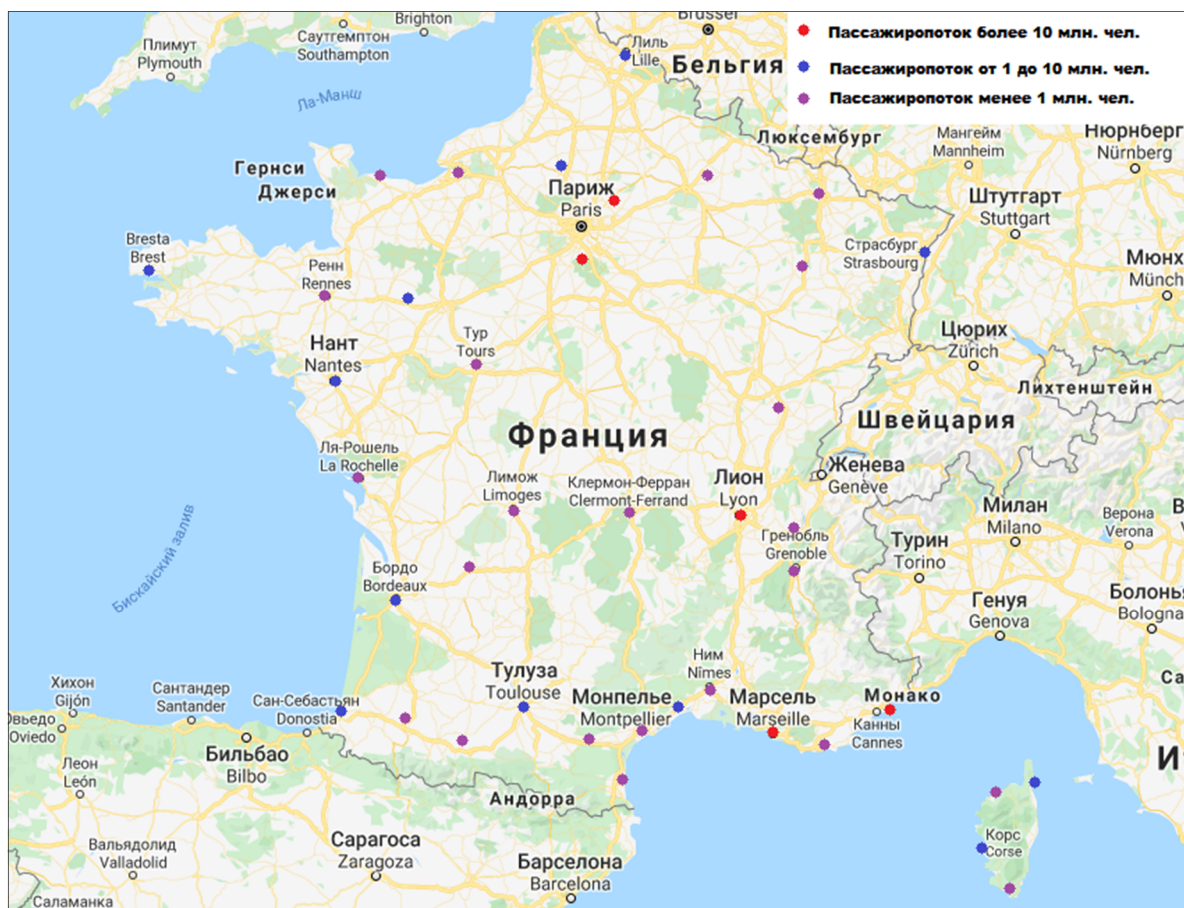 Brighton
Саутгемптон
Southampton
Плимут
Plymouth
Ла-Манш
Лиль
Lille
Brussel
Бельгия
Пассажиропоток более 10 млн. чел.
Пассажиропоток от 1 до 10 млн. чел.
Пассажиропоток менее 1 млн. чел.
Люксембург
Мангейм
Mannheim
Нюрнберг
Nürnberg
Гернси
Джерси
Париж
Paris
Штутгарт
Stuttgart
Bresta
Brest
Ренн
Rennes
Страсбург
Strasbourg
Мюнх
Münch
Нант
Nantes
Тур
Tours
Цюрих
Zürich
Лихтенштейн
Швейцария
Франция
Ля-Рошель
La Rochelle
Лимож
Limoges
Клермон-Ферран
Clermont-Ferrand
Лион
Lyon
Женева
Genève
Милан
Milano
Верона
Verona
Гренобль
Grenoble
Турин
Torino
Бискайский залив
Бордо
Bordeaux
Генуя
Genova
Болонья
Bologna
Хихон
Gijón
Сантандер
Santander
Сан-Себастьян
Donostia
Тулуза
Toulouse
Монпелье
Montpellier
Ним
Nîmes
Марсель
Marseille
Монако
Канны
Cannes
Са
овьедо
Oviedo
Бильбао
Bilbo
Леон
León
Андорра
Вальядолид
Valladolid
Сарагоса
Zaragoza
Барселона
Barcelona
Корс
Corse
Саламанка